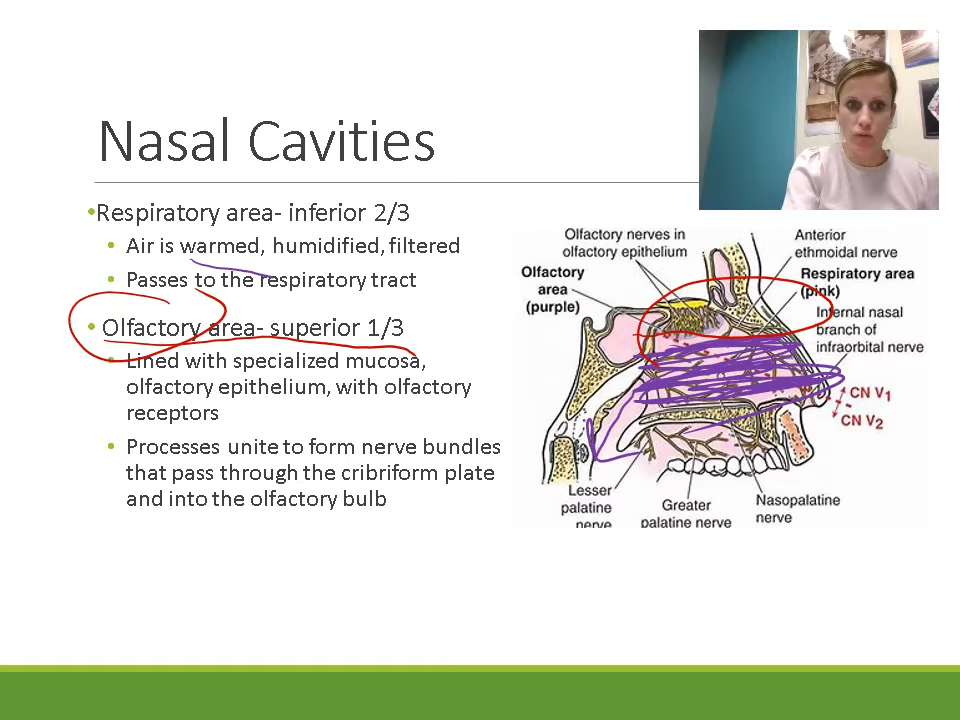 Nasal Cavities
•Respiratory area- inferior 2/3
• Air is warmed, humidified, filtered
• Passes to the respiratory tract
• Olfactory area- superior 1/3
• Lined with specialized mucosa,
olfactory epithelium, with olfactory
receptors
• Processes unite to form nerve bundles
that pass through the cribriform plate
and into the olfactory bulb
Olfactory nerves in
olfactory epithelium
Anterior
ethmoidal nerve
Olfactory
area
(purple)
Respiratory area
(pink)
Internal nasal
branch of
infraorbital nerve
CN V1
CN V2
Lesser
palatine
nerve
Greater
palatine nerve
Nasopalatine
nerve